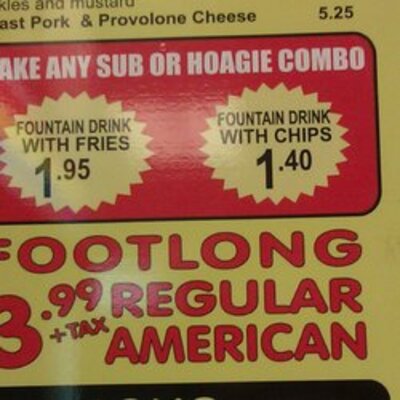 kles and mustard
ast Pork & Provolone Cheese 5.25
AKE ANY SUB OR HOAGIE COMBO
FOUNTAIN DRINK
WITH FRIES
1.95
FOUNTAIN DRINK
WITH CHIPS
1.40
FOOTLONG
3.99 REGULAR
+TAX AMERICAN